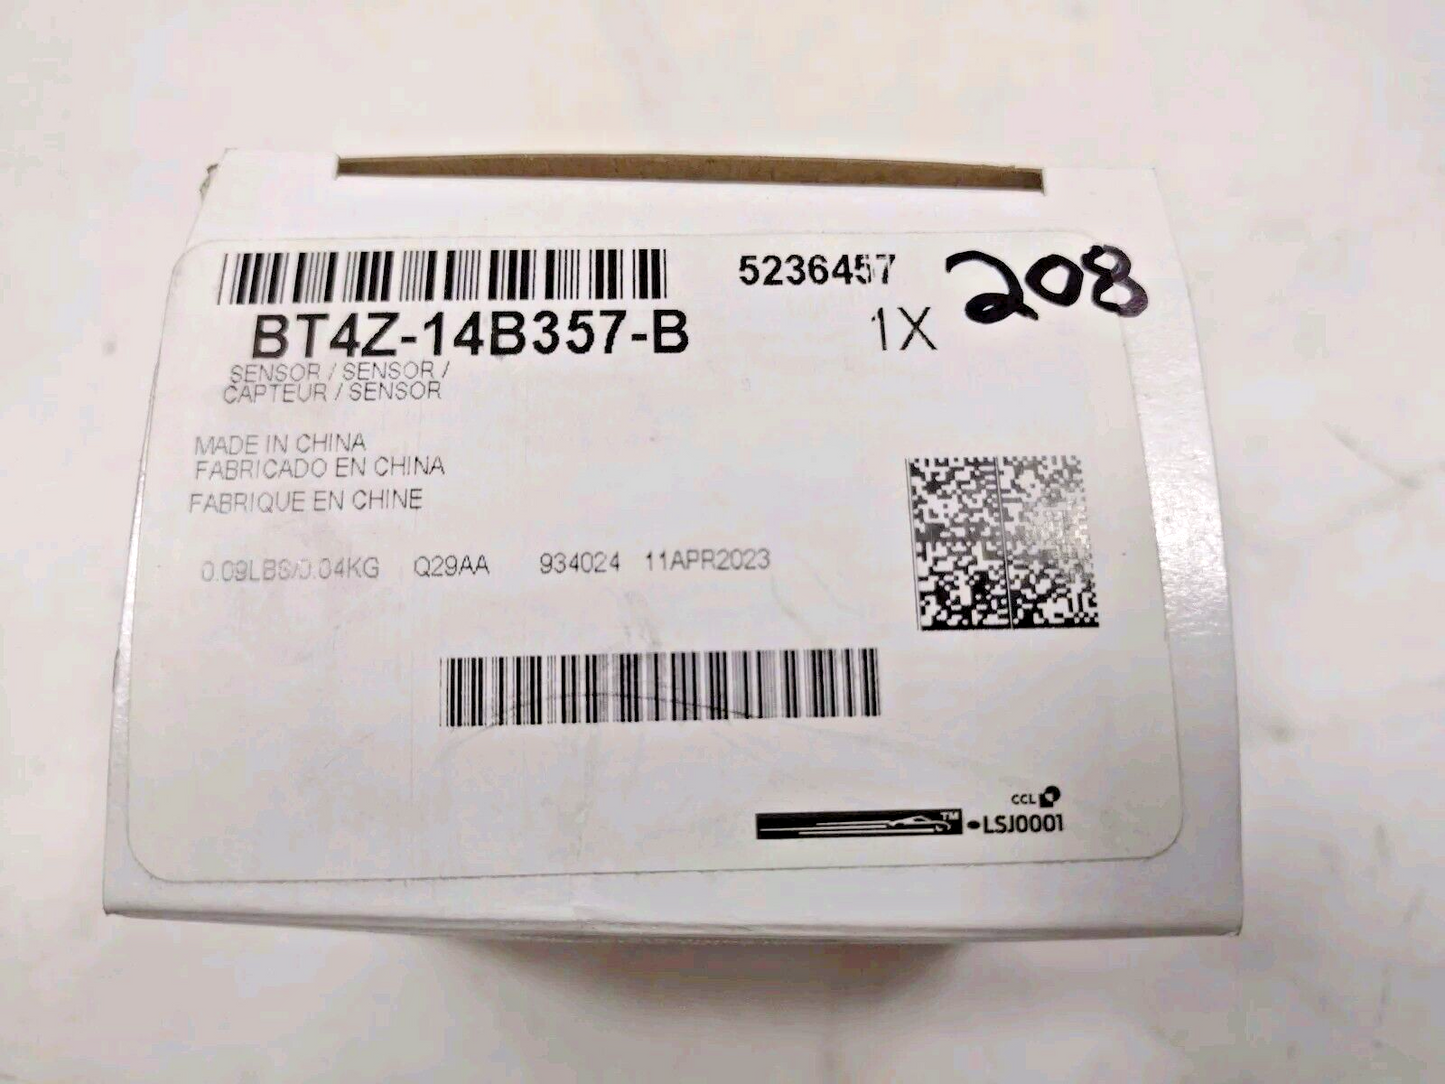 5236457
208
BT4Z-14B357-B
1X
SENSOR / SENSOR /
CAPTEUR / SENSOR
MADE IN CHINA
FABRICADO EN CHINA
FABRIQUE EN CHINE
0.09LBS/0.04KG Q29AA 934024 11APR2023
CCL
TM
LSJ0001